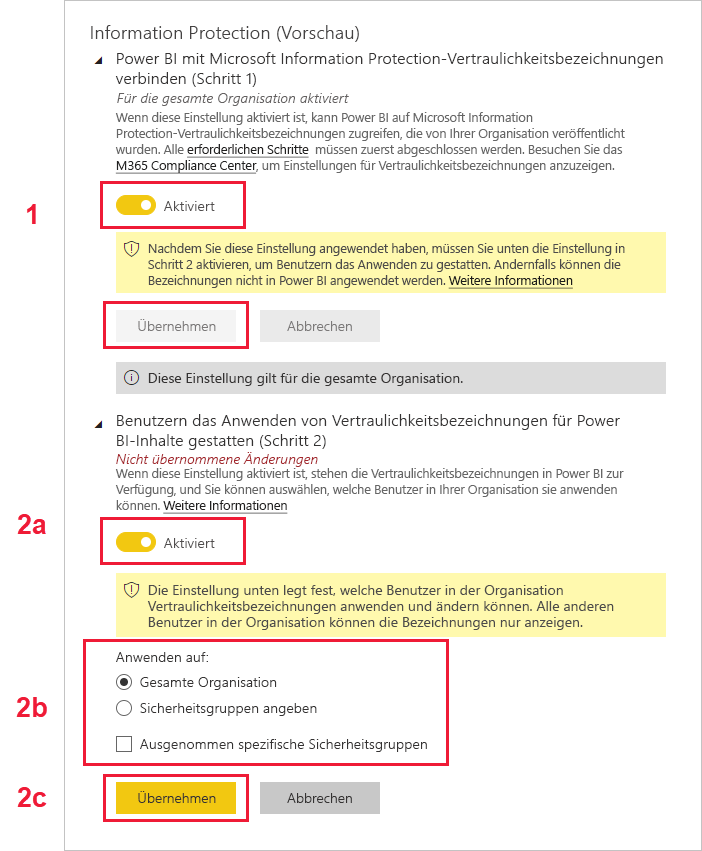 Information Protection (Vorschau)
Power BI mit Microsoft Information Protection-Vertraulichkeitsbezeichnungen
verbinden (Schritt 1)
Für die gesamte Organisation aktiviert
Wenn diese Einstellung aktiviert ist, kann Power BI auf Microsoft Information
Protection-Vertraulichkeitsbezeichnungen zugreifen, die von Ihrer Organisation veröffentlicht
wurden. Alle erforderlichen Schritte müssen zuerst abgeschlossen werden. Besuchen Sie das
M365 Compliance Center, um Einstellungen für Vertraulichkeitsbezeichnungen anzuzeigen.
1
Aktiviert
Nachdem Sie diese Einstellung angewendet haben, müssen Sie unten die Einstellung in
Schritt 2 aktivieren, um Benutzern das Anwenden zu gestatten. Andernfalls können die
Bezeichnungen nicht in Power BI angewendet werden. Weitere Informationen
Übernehmen Abbrechen
Diese Einstellung gilt für die gesamte Organisation.
Benutzern das Anwenden von Vertraulichkeitsbezeichnungen für Power
BI-Inhalte gestatten (Schritt 2)
Nicht übernommene Änderungen
Wenn diese Einstellung aktiviert ist, stehen die Vertraulichkeitsbezeichnungen in Power BI zur
Verfügung, und Sie können auswählen, welche Benutzer in Ihrer Organisation sie anwenden
können. Weitere Informationen
2a
Aktiviert
Die Einstellung unten legt fest, welche Benutzer in der Organisation
Vertraulichkeitsbezeichnungen anwenden und ändern können. Alle anderen
Benutzer in der Organisation können die Bezeichnungen nur anzeigen.
Anwenden auf:
Gesamte Organisation
2b
Sicherheitsgruppen angeben
Ausgenommen spezifische Sicherheitsgruppen
2c
Übernehmen Abbrechen